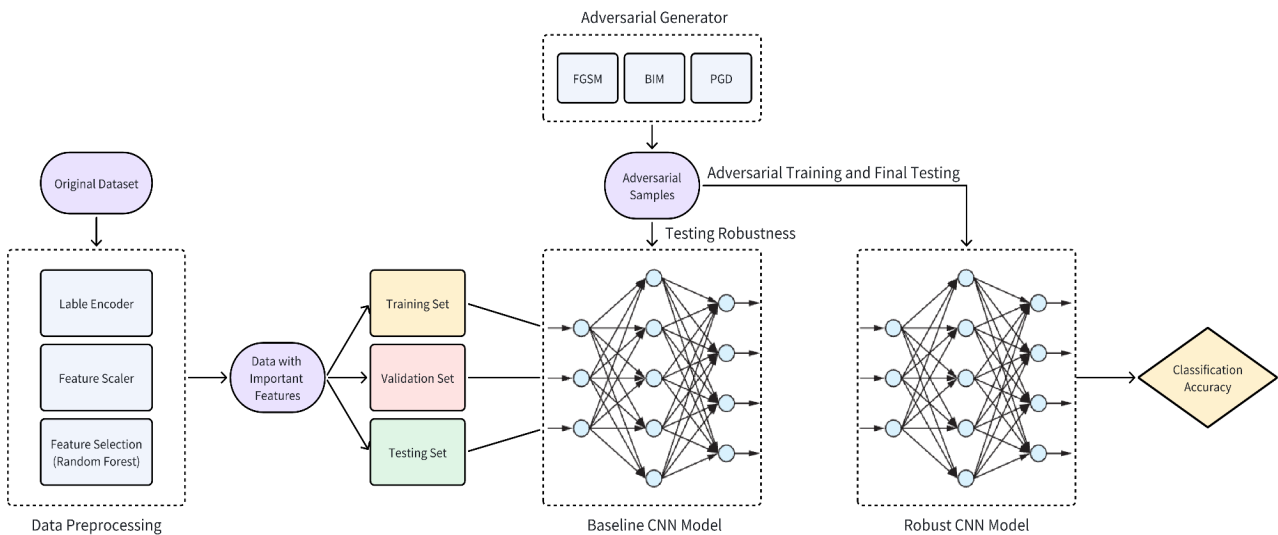 Adversarial Generator
FGSM
BIM
PGD
Original Dataset
Adversarial
Samples
Adversarial Training and Final Testing
Testing Robustness
Lable Encoder
Feature Scaler
Feature Selection
(Random Forest)
Data Preprocessing
Data with
Important
Features
Training Set
Validation Set
Testing Set
Baseline CNN Model
Robust CNN Model
Classification
Accuracy